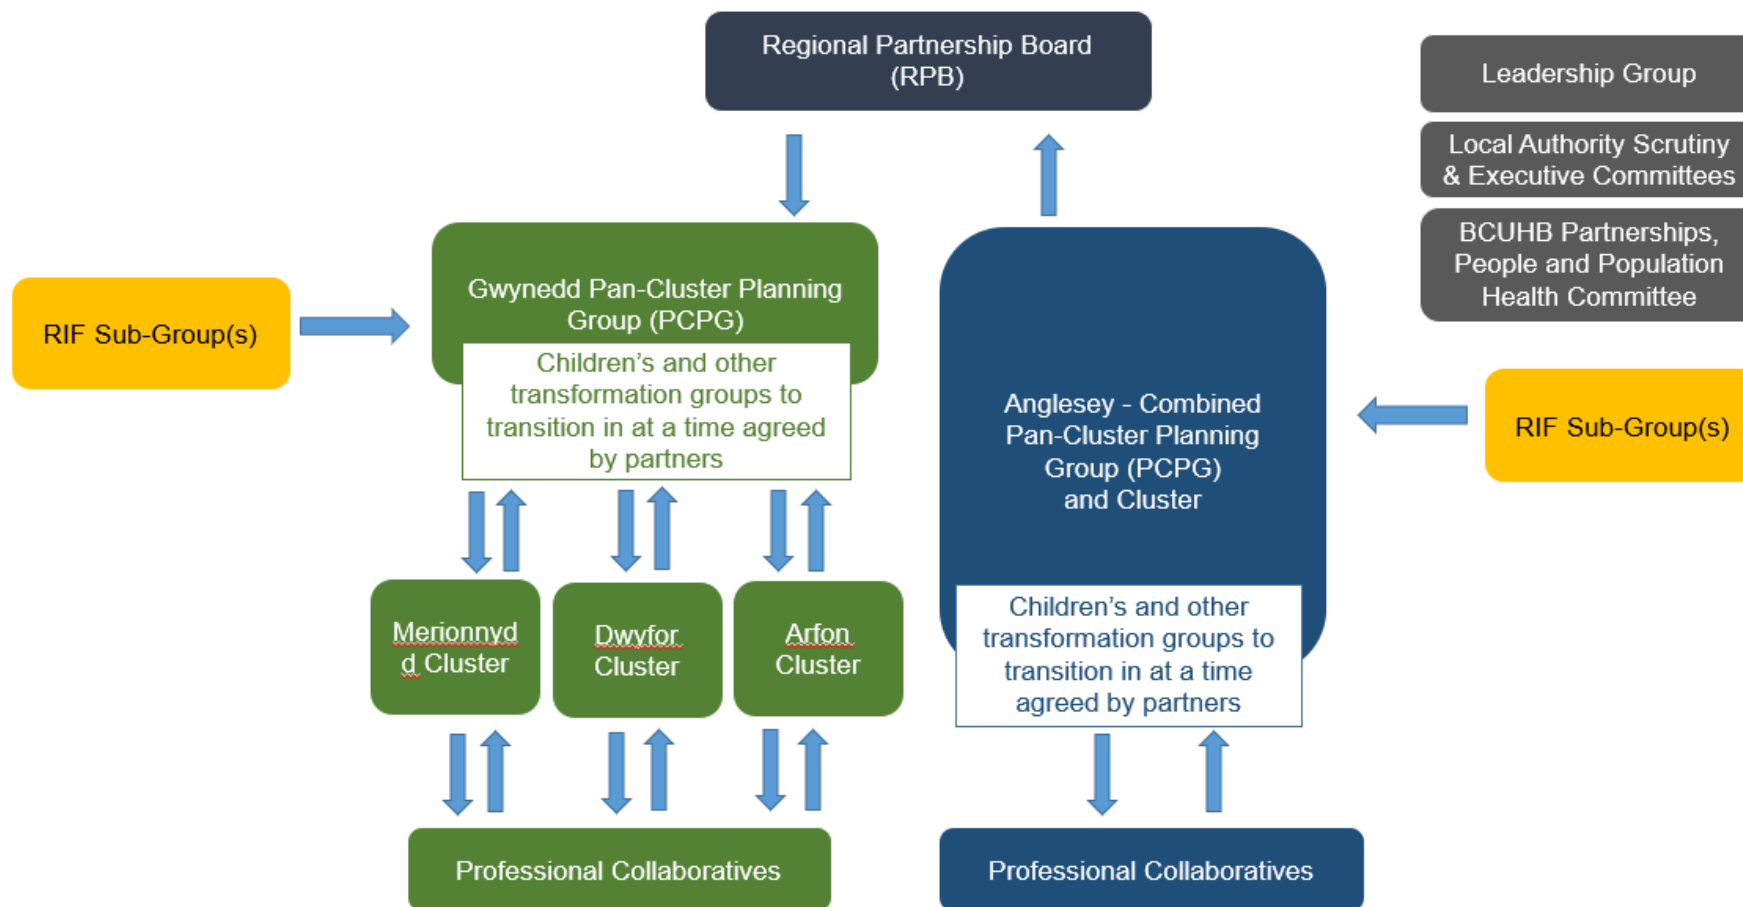 Regional Partnership Board
(RPB)
Leadership Group
Local Authority Scrutiny
& Executive Committees
BCUHB Partnerships,
People and Population
Health Committee
RIF Sub-Group(s)
Gwynedd Pan-Cluster Planning
Group (PCPG)
Children’s and other
transformation groups to
transition in at a time agreed
by partners
Anglesey - Combined
Pan-Cluster Planning
Group (PCPG)
and Cluster
RIF Sub-Group(s)
Merionnyd
d Cluster
Dwyfor
Cluster
Arfon
Cluster
Children’s and other
transformation groups to
transition in at a time
agreed by partners
Professional Collaboratives
Professional Collaboratives